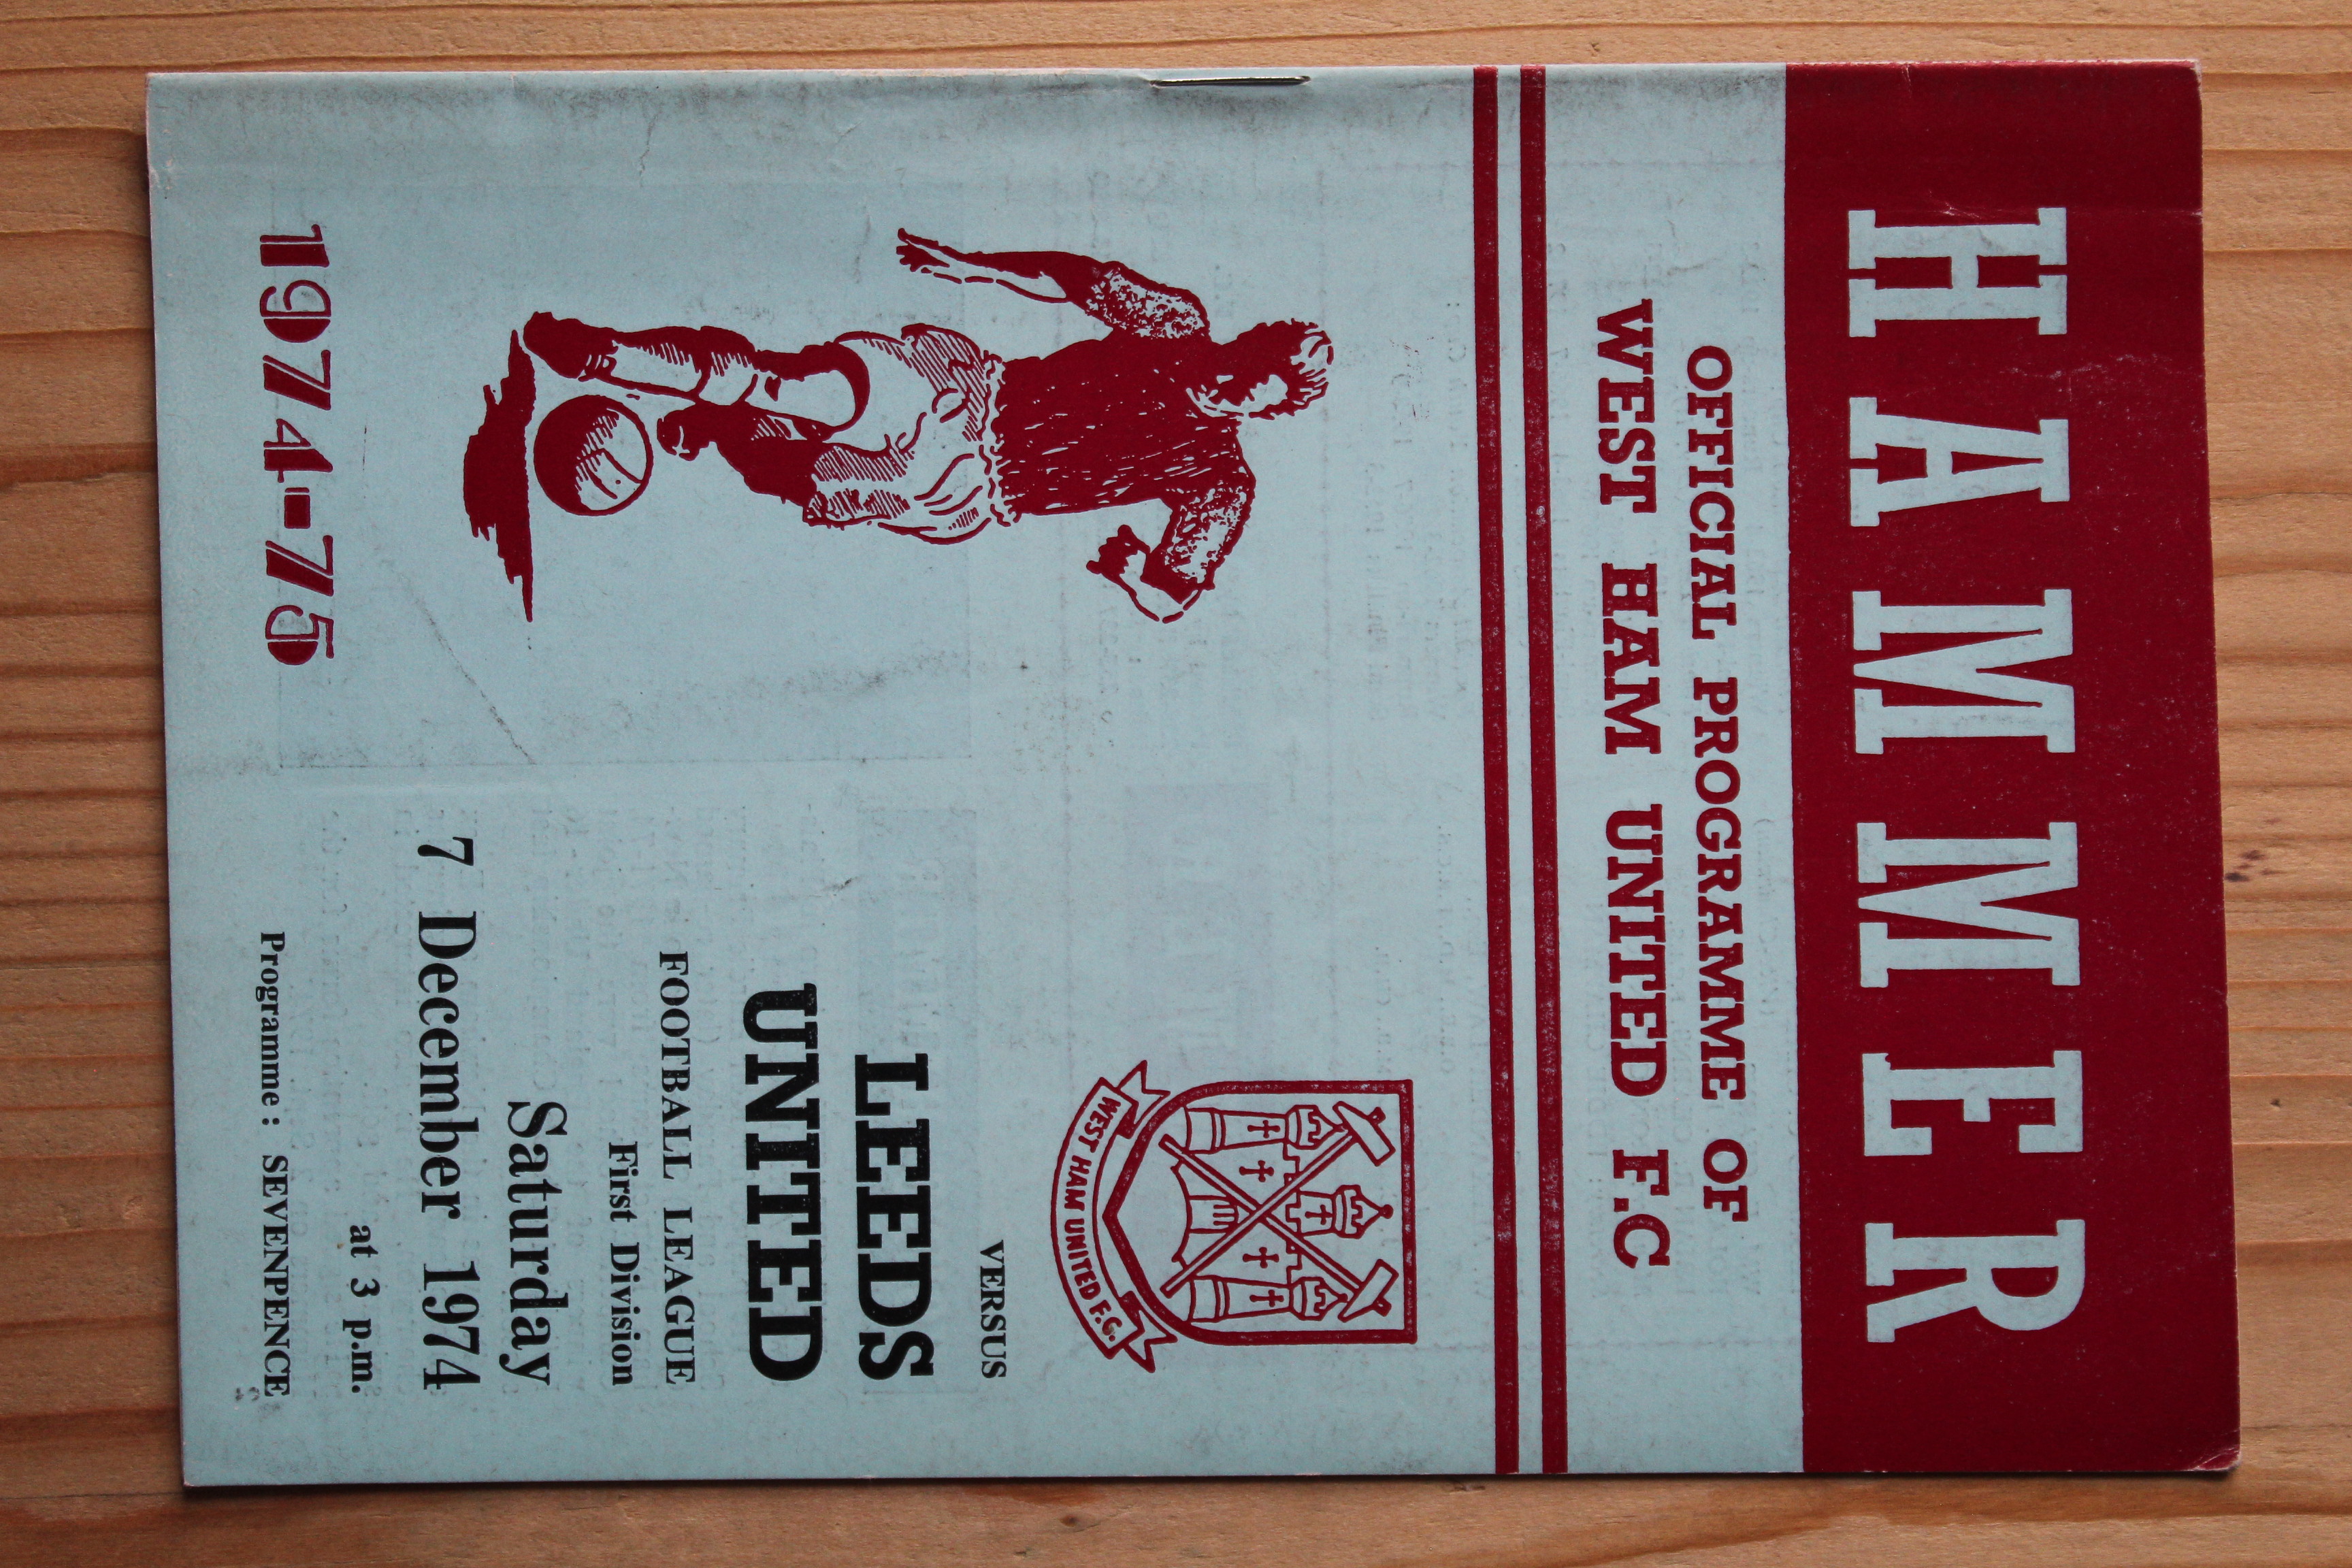 HAMMER
OFFICIAL PROGRAMME OF
WEST HAM UNITED F.C
WEST HAM UNITED F.C.
VERSUS
LEEDS
UNITED
FOOTBALL LEAGUE
First Division
Saturday
7 December 1974
at 3 p.m.
1974-75
Programme : SEVENPENCE